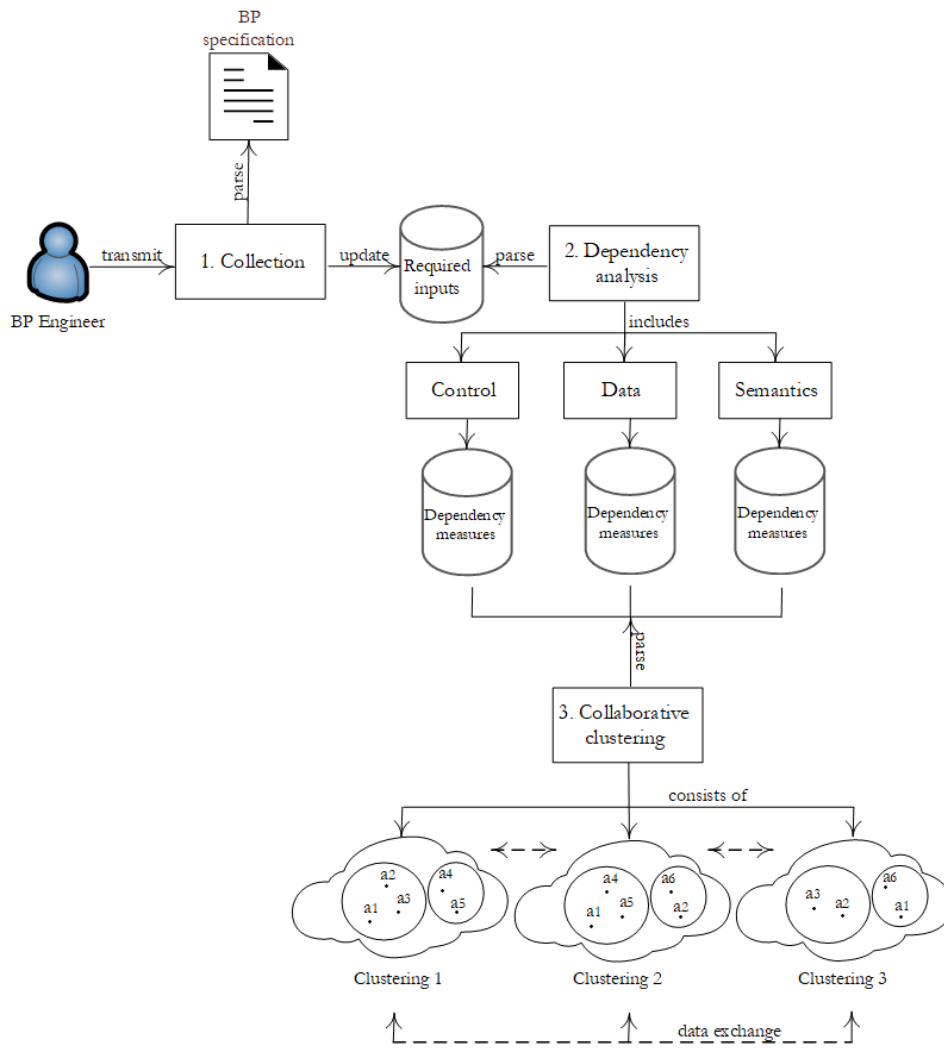 BP
specification
parse
transmit
1. Collection
update
Required
inputs
parse
2. Dependency
analysis
BP Engineer
includes
Control
Data
Semantics
Dependency
measures
Dependency
measures
Dependency
measures
parse
3. Collaborative
clustering
consists of
a2
a1
a3
a4
a5
a4
a1
a5
a6
a2
a3
a2
a6
a1
Clustering 1
Clustering 2
Clustering 3
data exchange